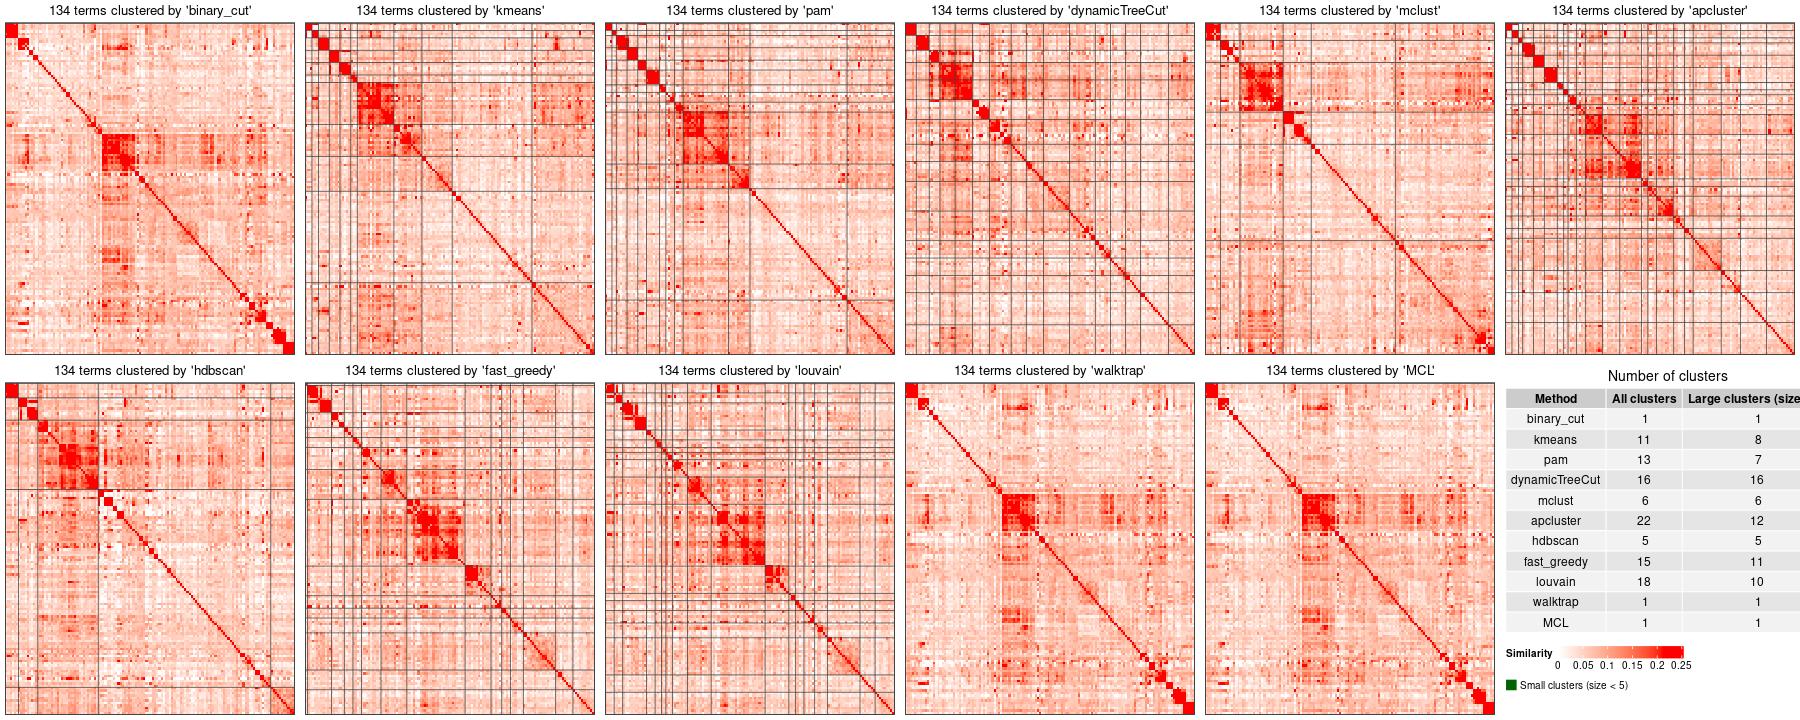 134 terms clustered by 'binary_cut'
134 terms clustered by 'kmeans'
134 terms clustered by 'pam'
134 terms clustered by 'dynamicTreeCut'
134 terms clustered by 'mclust'
134 terms clustered by 'apcluster'
134 terms clustered by 'hdbscan'
134 terms clustered by 'fast_greedy'
134 terms clustered by 'louvain'
134 terms clustered by 'walktrap'
134 terms clustered by 'MCL'
Number of clusters
Method All clusters Large clusters (size
binary_cut 1 1
kmeans 11 8
pam 13 7
dynamicTreeCut 16 16
mclust 6 6
apcluster 22 12
hdbscan 5 5
fast_greedy 15 11
louvain 18 10
walktrap 1 1
MCL 1 1
Similarity
0 0.05 0.1 0.15 0.2 0.25
Small clusters (size < 5)